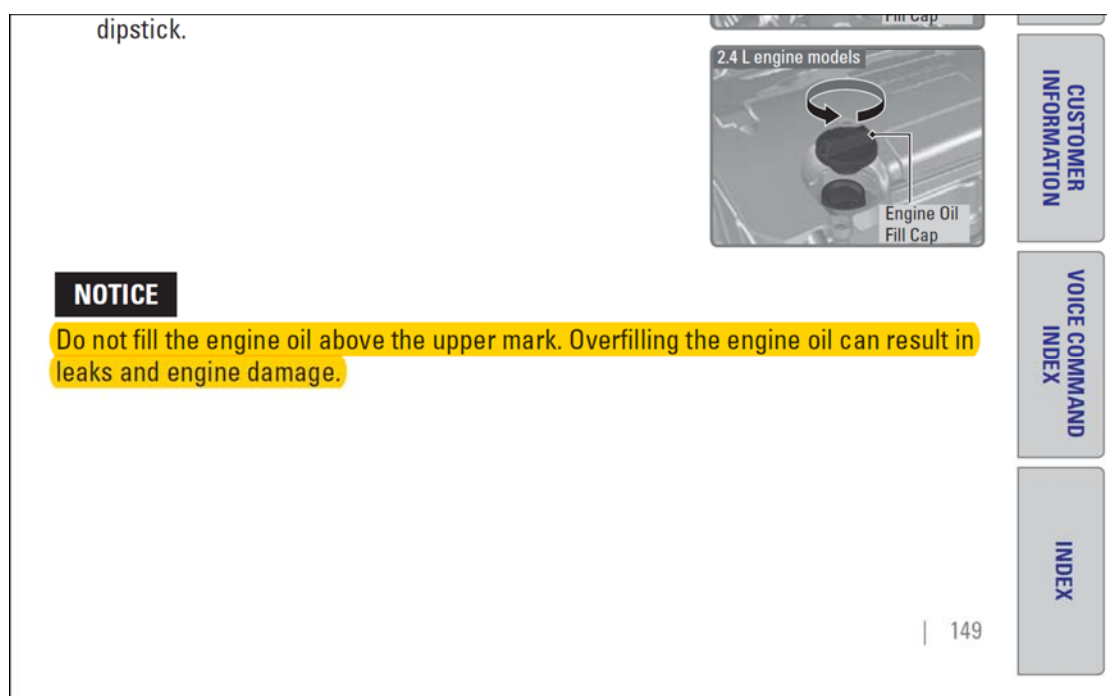 dipstick.
Fill Cap
2.4 L engine models
Engine Oil
Fill Cap
NOTICE
Do not fill the engine oil above the upper mark. Overfilling the engine oil can result in
leaks and engine damage.
CUSTOMER
INFORMATION
VOICE COMMAND
INDEX
INDEX
| 149